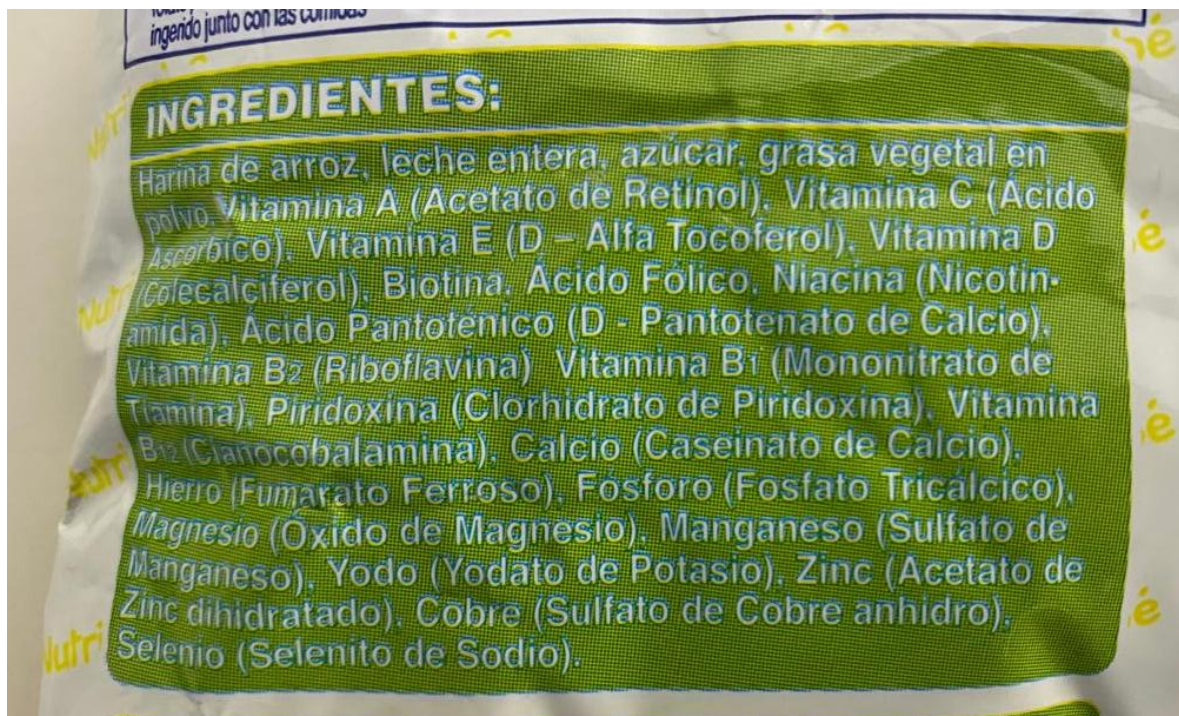 ingerido junto con las comidas
INGREDIENTES:
Harina de arroz, leche entera, azúcar, grasa vegetal en
polvo, Vitamina A (Acetato de Retinol), Vitamina C (Ácido
Ascorbico), Vitamina E (D – Alfa Tocoferol), Vitamina D
(Colecalciferol), Biotina, Ácido Fólico, Niacina (Nicotin-
amida), Ácido Pantoténico (D - Pantotenato de Calcio),
Vitamina B2 (Riboflavina) Vitamina B1 (Mononitrato de
Tiamina), Piridoxina (Clorhidrato de Piridoxina), Vitamina
B12 (Cianocobalamina), Calcio (Caseinato de Calcio),
Hierro (Fumarato Ferroso), Fósforo (Fosfato Tricálcico),
Magnesio (Óxido de Magnesio), Manganeso (Sulfato de
Manganeso), Yodo (Yodato de Potasio), Zinc (Acetato de
Zinc dihidratado), Cobre (Sulfato de Cobre anhidro),
Selenio (Selenito de Sodio).
Nutri
Nutri